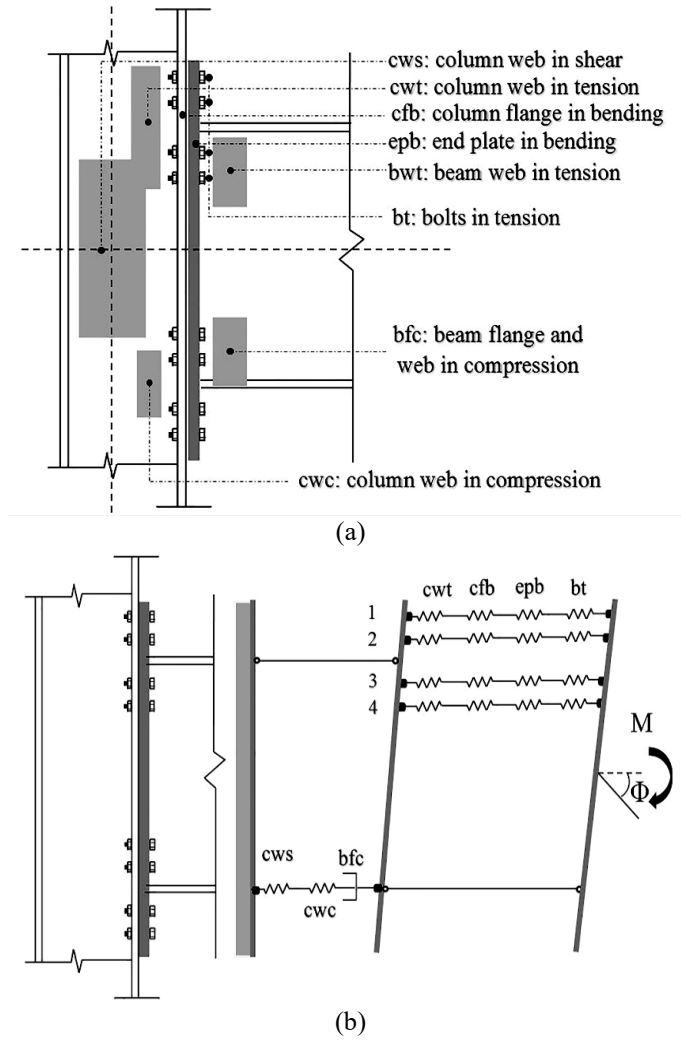 cws: column web in shear
cwt: column web in tension
cfb: column flange in bending
epb: end plate in bending
bwt: beam web in tension
bt: bolts in tension
bfc: beam flange and
web in compression
cwc: column web in compression
(a)
cwt cfb epb bt
1
2
3
4
M
Φ
cws bfc
cwc
(b)